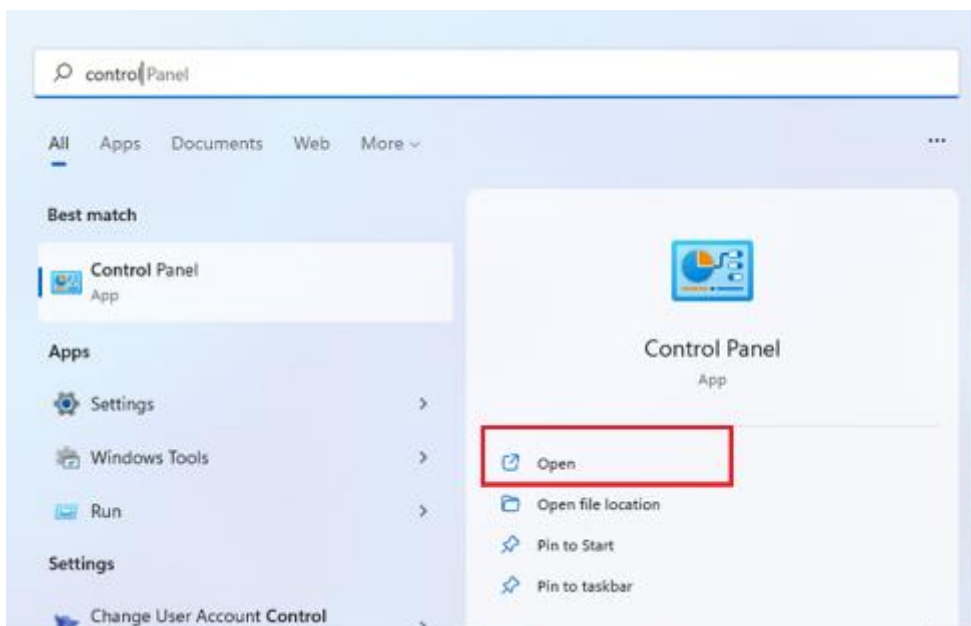 control Panel
All Apps Documents Web More
Best match
Control Panel
App
Apps
Settings
Windows Tools
Run
Settings
Change User Account Control
Control Panel
App
Open
Open file location
Pin to Start
Pin to taskbar